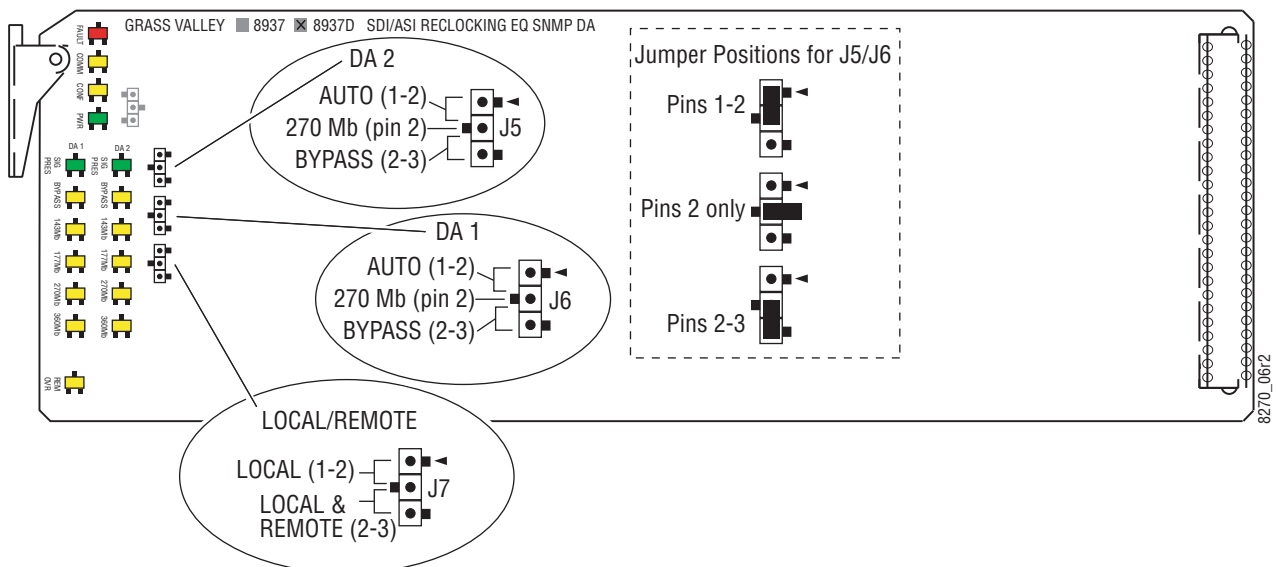 GRASS VALLEY 8937 8937D SDI/ASI RECLOCKING EQ SNMP DA
FAULT
COMM
CONF
PWR
DA 1
DA 2
SIG
PRES
SIG
PRES
BYPASS
BYPASS
143Mb
143Mb
177Mb
177Mb
270Mb
270Mb
360Mb
360Mb
REM
OVR
DA 2
AUTO (1-2)
270 Mb (pin 2)
J5
BYPASS (2-3)
DA 1
AUTO (1-2)
270 Mb (pin 2)
J6
BYPASS (2-3)
LOCAL/REMOTE
LOCAL (1-2)
J7
LOCAL &
REMOTE (2-3)
Jumper Positions for J5/J6
Pins 1-2
Pins 2 only
Pins 2-3
8270_06r2